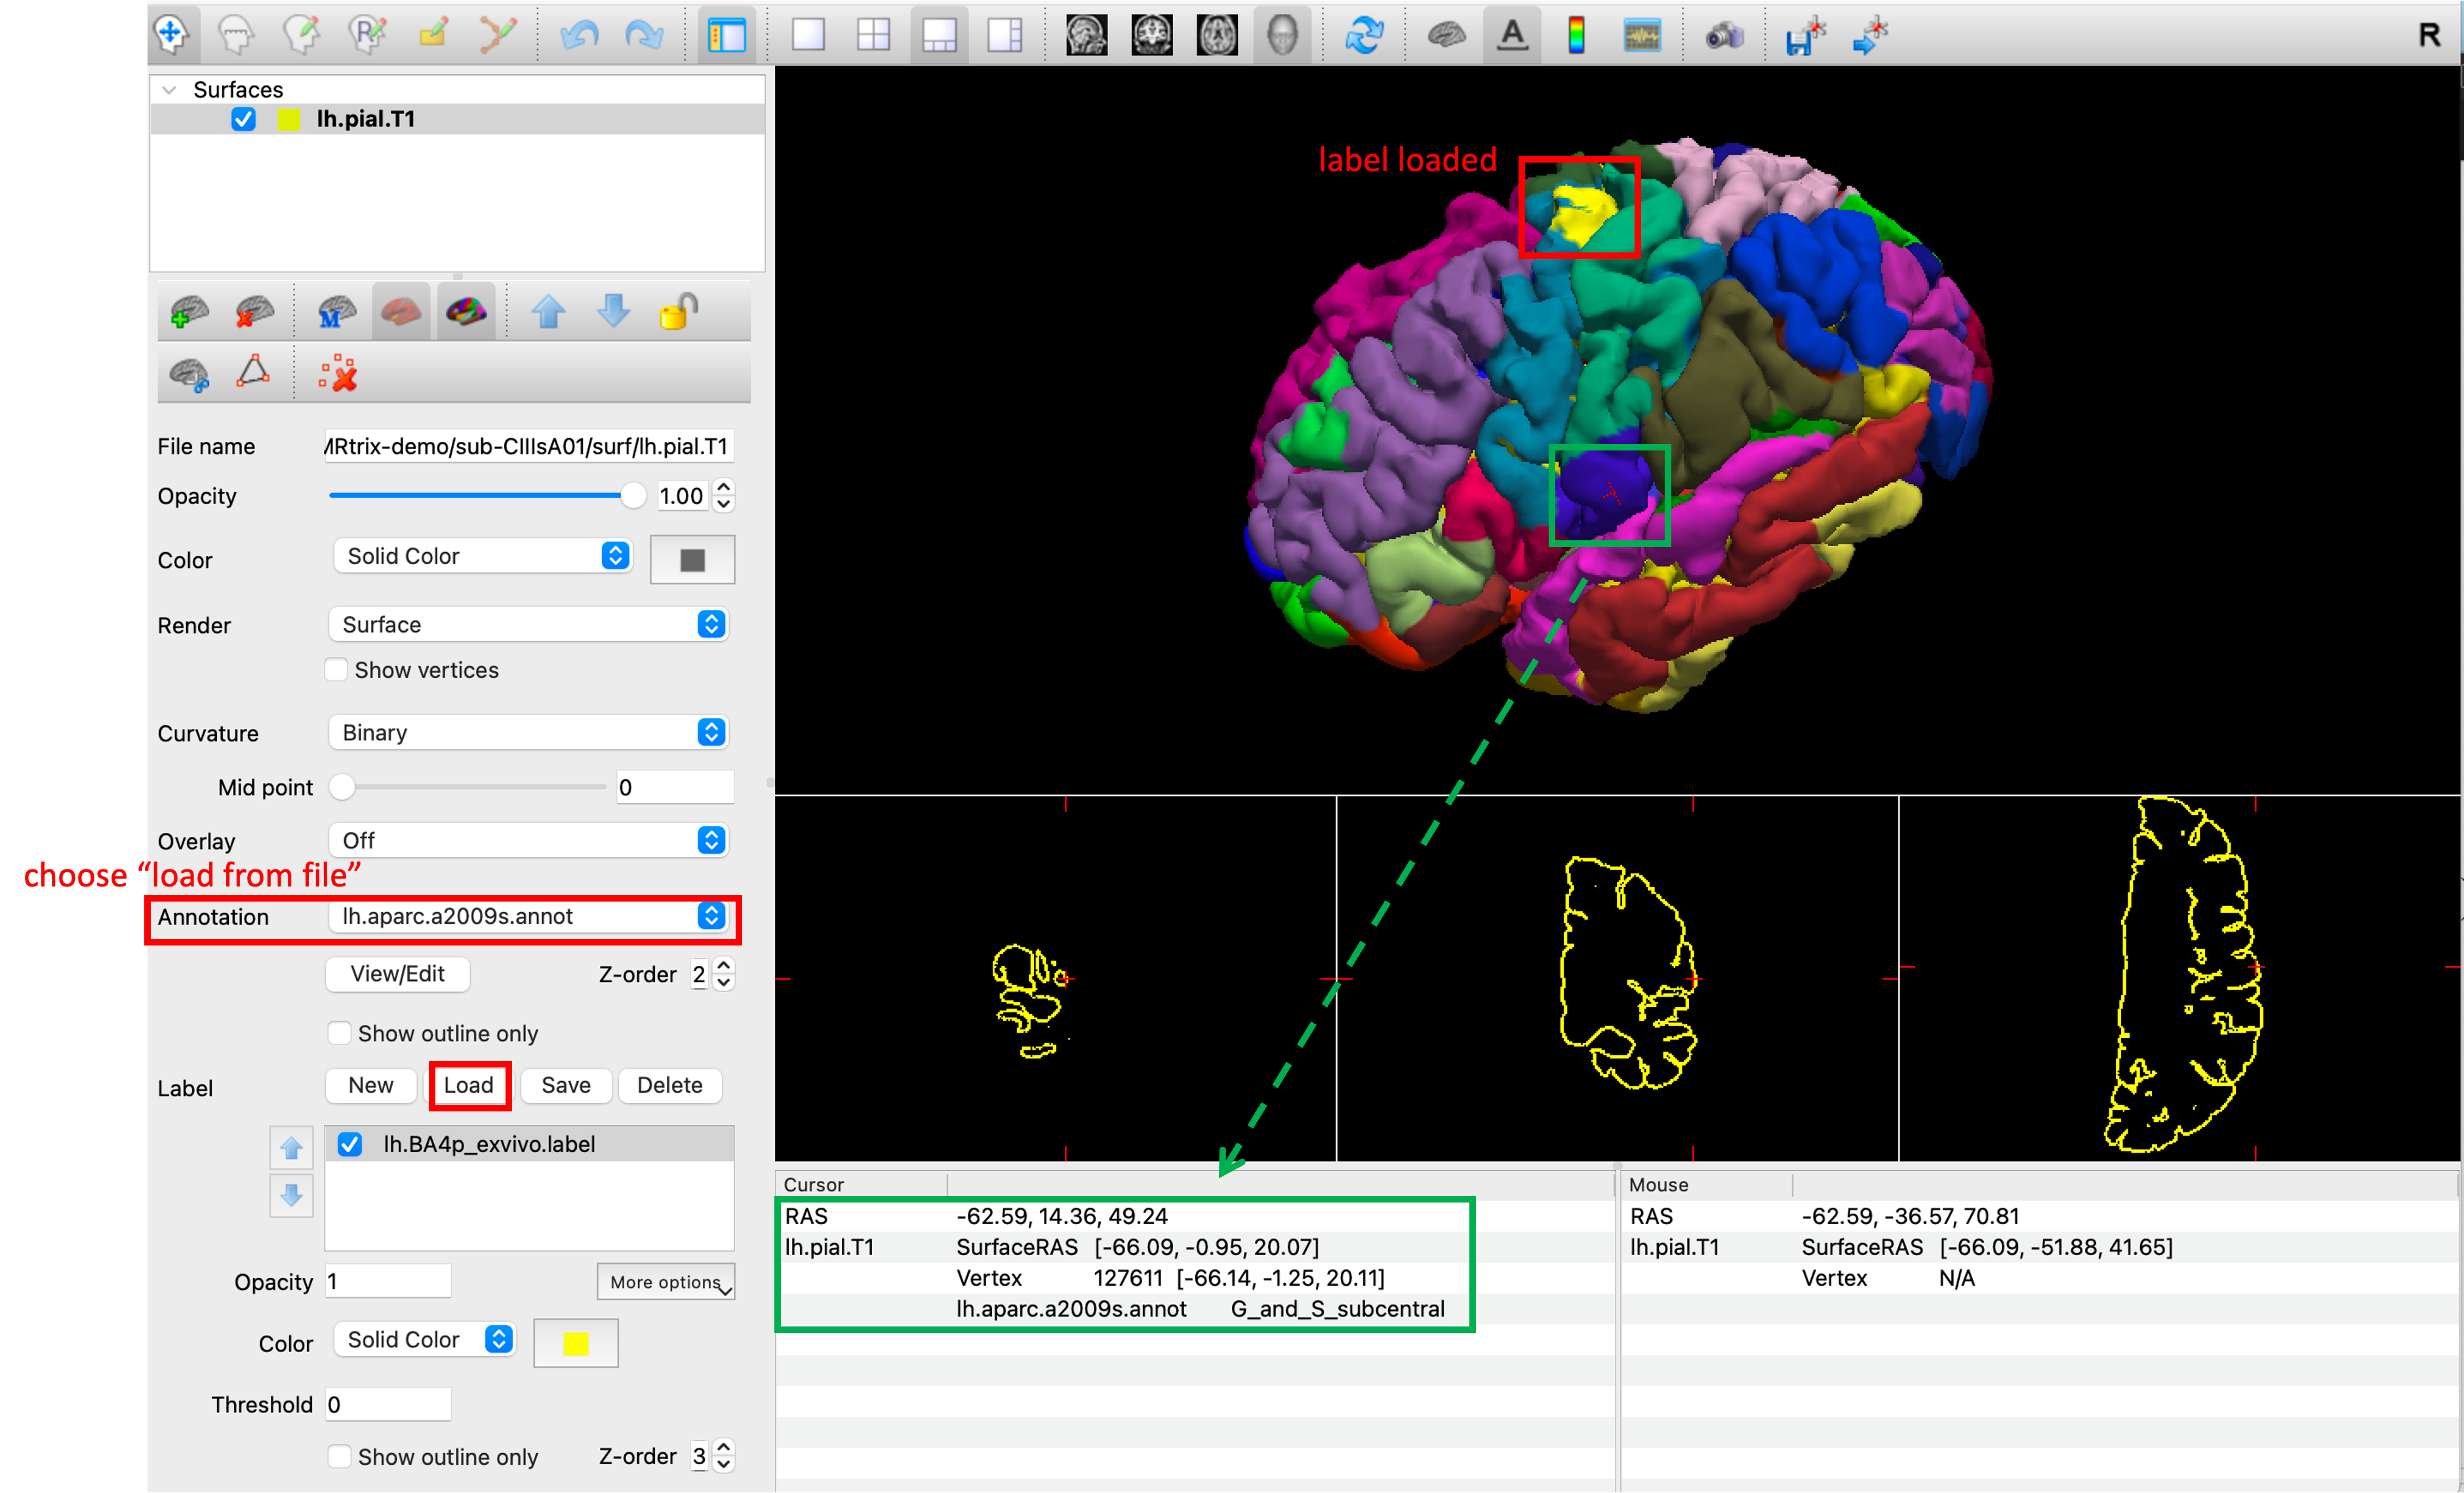 R
Surfaces
lh.pial.T1
label loaded
File name
MRtrix-demo/sub-CIIIsA01/surf/lh.pial.T1
Opacity
1.00
Color
Solid Color
Render
Surface
Show vertices
Curvature
Binary
Mid point
0
Overlay
Off
choose “load from file”
Annotation
lh.aparc.a2009s.annot
View/Edit
Z-order
2
Show outline only
Label
New
Load
Save
Delete
lh.BA4p_exvivo.label
Opacity
1
More options
Color
Solid Color
Threshold
0
Show outline only
Z-order
3
Cursor
RAS -62.59, 14.36, 49.24
lh.pial.T1 SurfaceRAS [-66.09, -0.95, 20.07]
Vertex 127611 [-66.14, -1.25, 20.11]
lh.aparc.a2009s.annot G_and_S_subcentral
Mouse
RAS -62.59, -36.57, 70.81
lh.pial.T1 SurfaceRAS [-66.09, -51.88, 41.65]
Vertex N/A